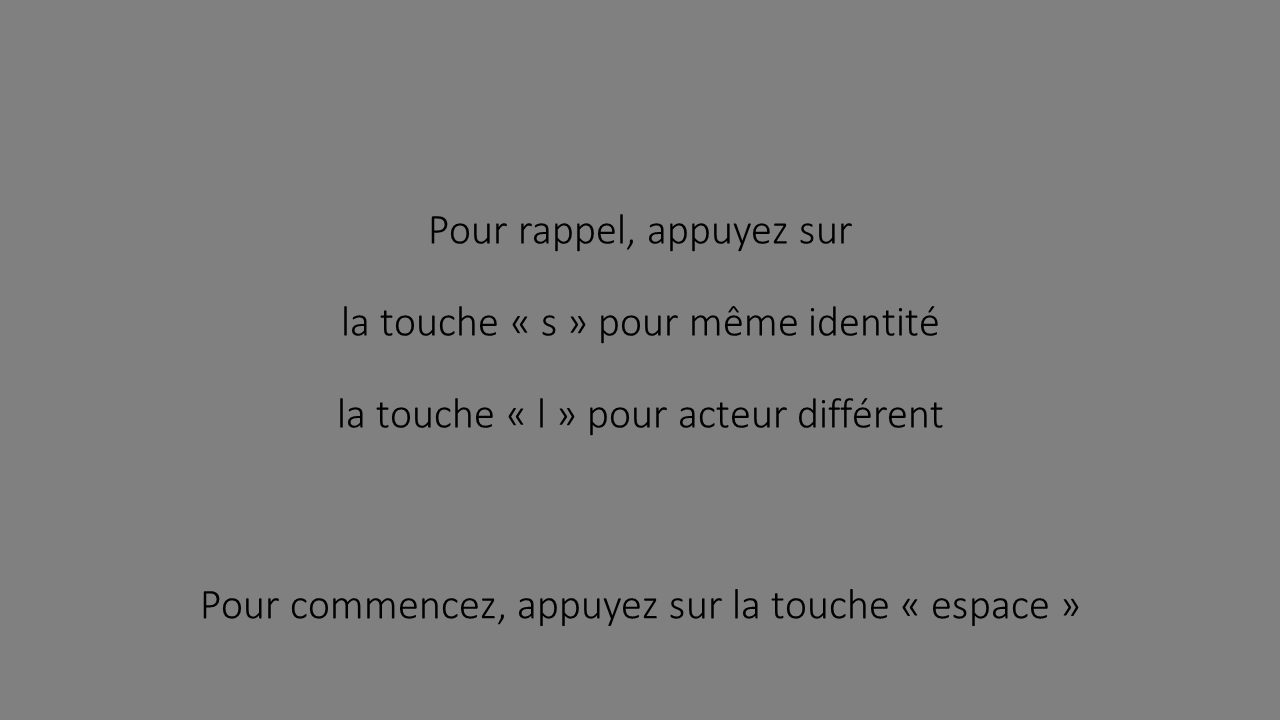 Pour rappel, appuyez sur
la touche « s » pour même identité
la touche « l » pour acteur différent
Pour commencez, appuyez sur la touche « espace »